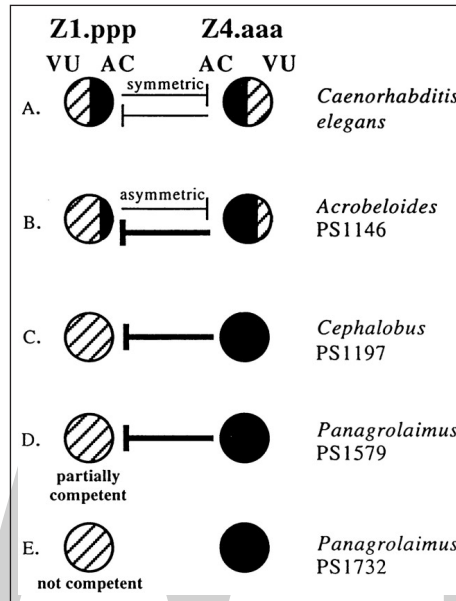 Z1.ppp Z4.aaa
VU AC AC VU
A. symmetric Caenorhabditis
elegans
B. asymmetric Acrobeloides
PS1146
C. Cephalobus
PS1197
D. Panagrolaimus
PS1579
partially
competent
E. Panagrolaimus
PS1732
not competent